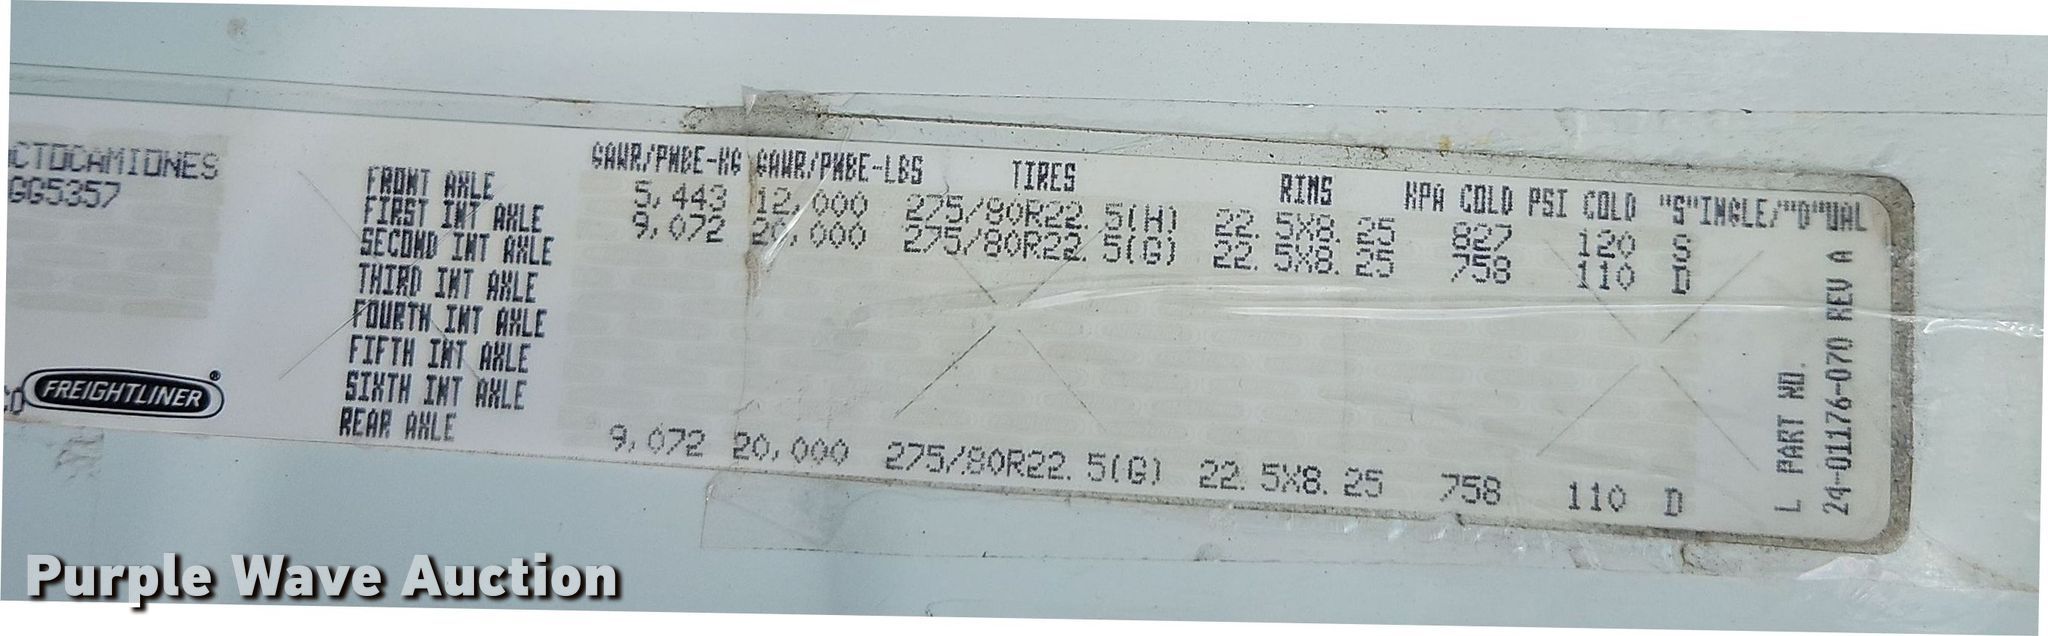 CTOCAMIONES
GG5357
GAWR/PNBE-KG GAWR/PNBE-LBS TIRES RIMS KPA COLD PSI COLD "S"INGLE/"D"UAL
FRONT AXLE 5,443 12,000 275/80R22.5(H) 22.5X8.25 827 120 S
FIRST INT AXLE 9,072 20,000 275/80R22.5(G) 22.5X8.25 758 110 D
SECOND INT AXLE
THIRD INT AXLE
FOURTH INT AXLE
FIFTH INT AXLE
SIXTH INT AXLE
REAR AXLE 9,072 20,000 275/80R22.5(G) 22.5X8.25 758 110 D
CO
FREIGHTLINER®
L PART NO.
24-01176-070 REV A
Purple Wave Auction